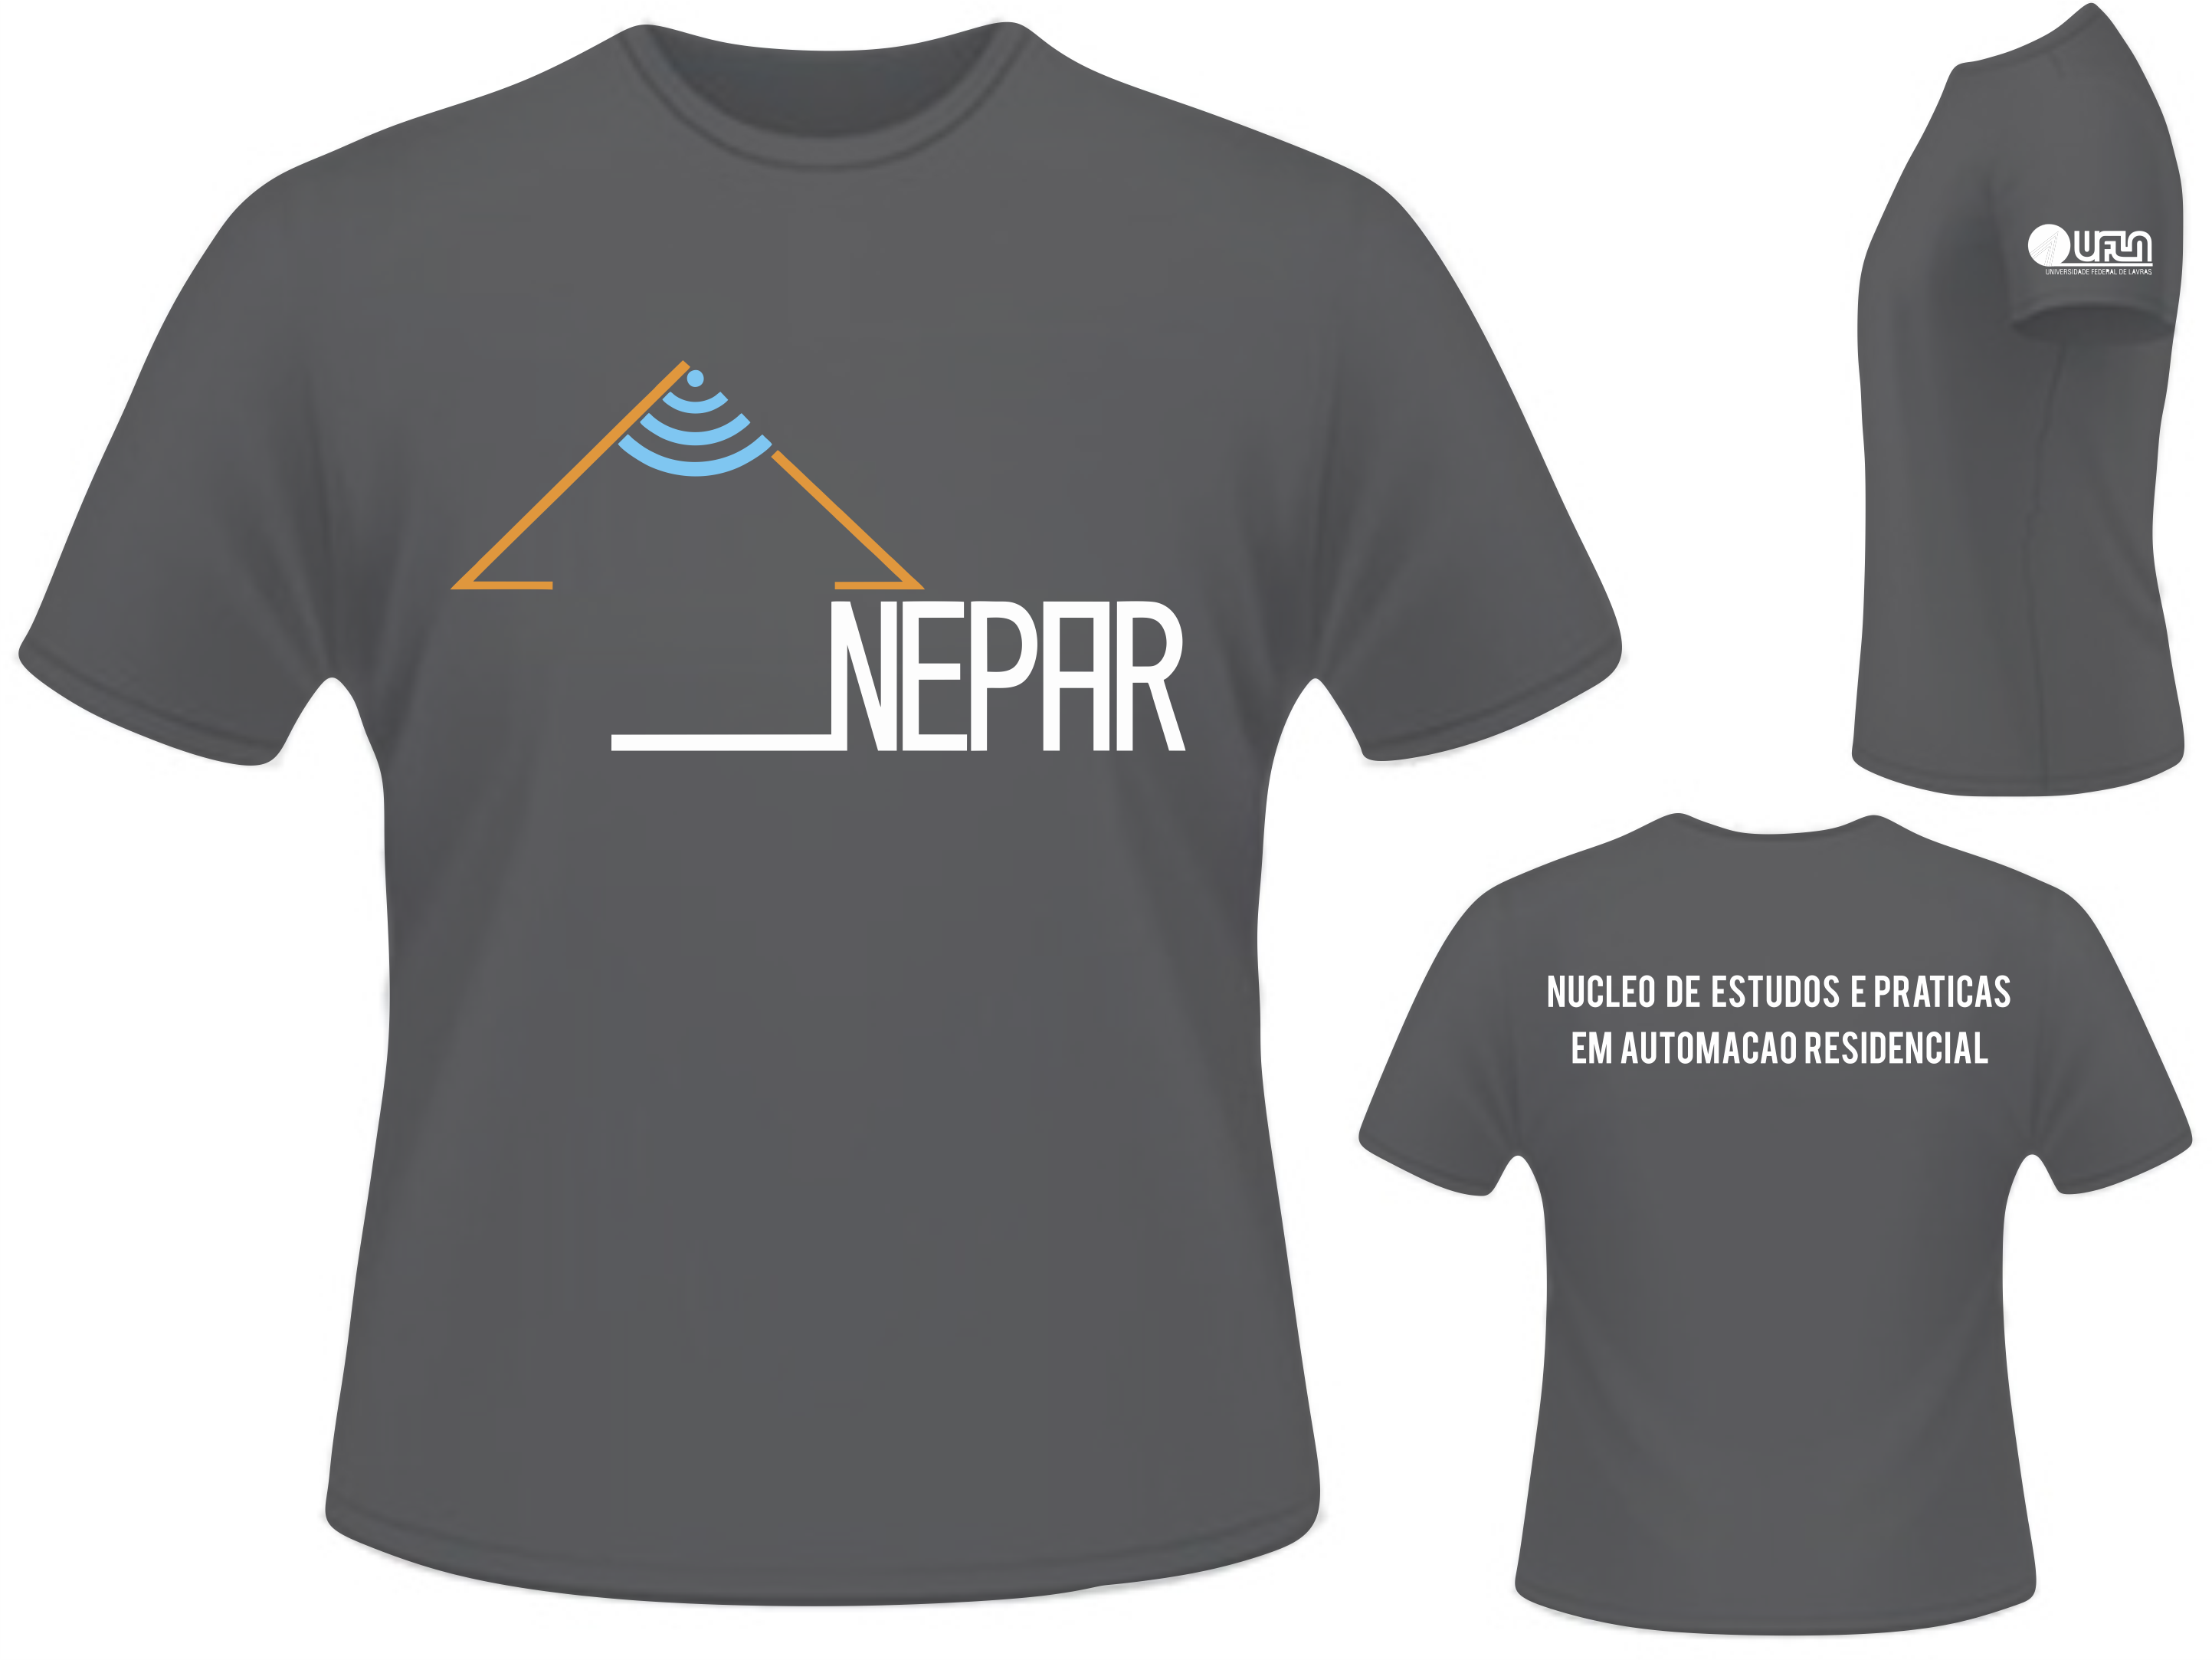 NEPAR
UFLA
UNIVERSIDADE FEDERAL DE LAVRAS
NUCLEO DE ESTUDOS E PRATICAS
EM AUTOMACAO RESIDENCIAL